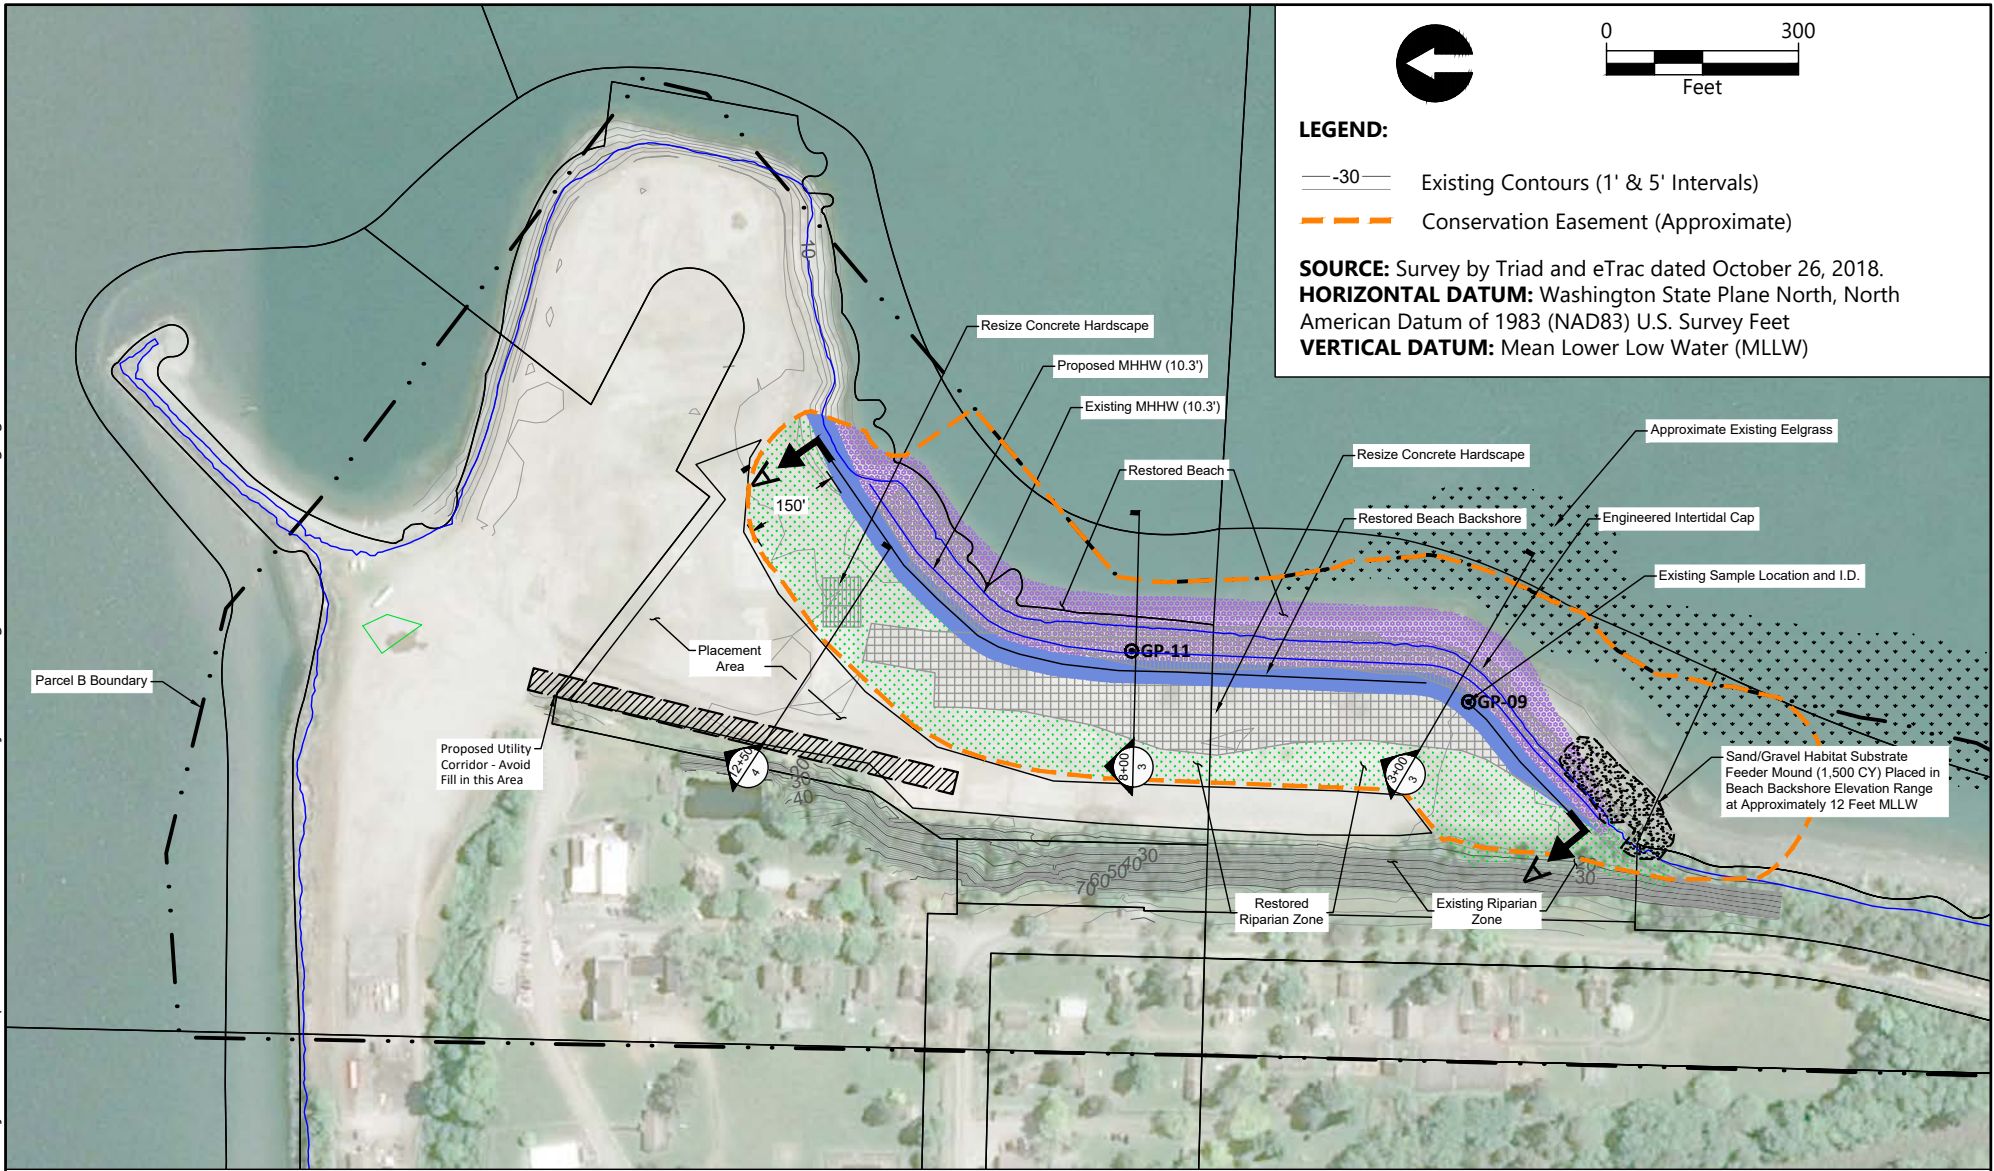 0 300
Feet
LEGEND:
-30 Existing Contours (1' & 5' Intervals)
Conservation Easement (Approximate)
SOURCE: Survey by Triad and eTrac dated October 26, 2018.
HORIZONTAL DATUM: Washington State Plane North, North
American Datum of 1983 (NAD83) U.S. Survey Feet
VERTICAL DATUM: Mean Lower Low Water (MLLW)
10
Resize Concrete Hardscape
Proposed MHHW (10.3')
Existing MHHW (10.3')
Restored Beach
Approximate Existing Eelgrass
Resize Concrete Hardscape
Restored Beach Backshore
Engineered Intertidal Cap
Existing Sample Location and I.D.
A
150'
GP-11
GP-09
Placement
Area
Parcel B Boundary
Proposed Utility
Corridor - Avoid
Fill in this Area
12+50
4
8+00
3
3+00
3
Sand/Gravel Habitat Substrate
Feeder Mound (1,500 CY) Placed in
Beach Backshore Elevation Range
at Approximately 12 Feet MLLW
30
40
70
60
50
40
30
A
30
Restored
Riparian Zone
Existing Riparian
Zone